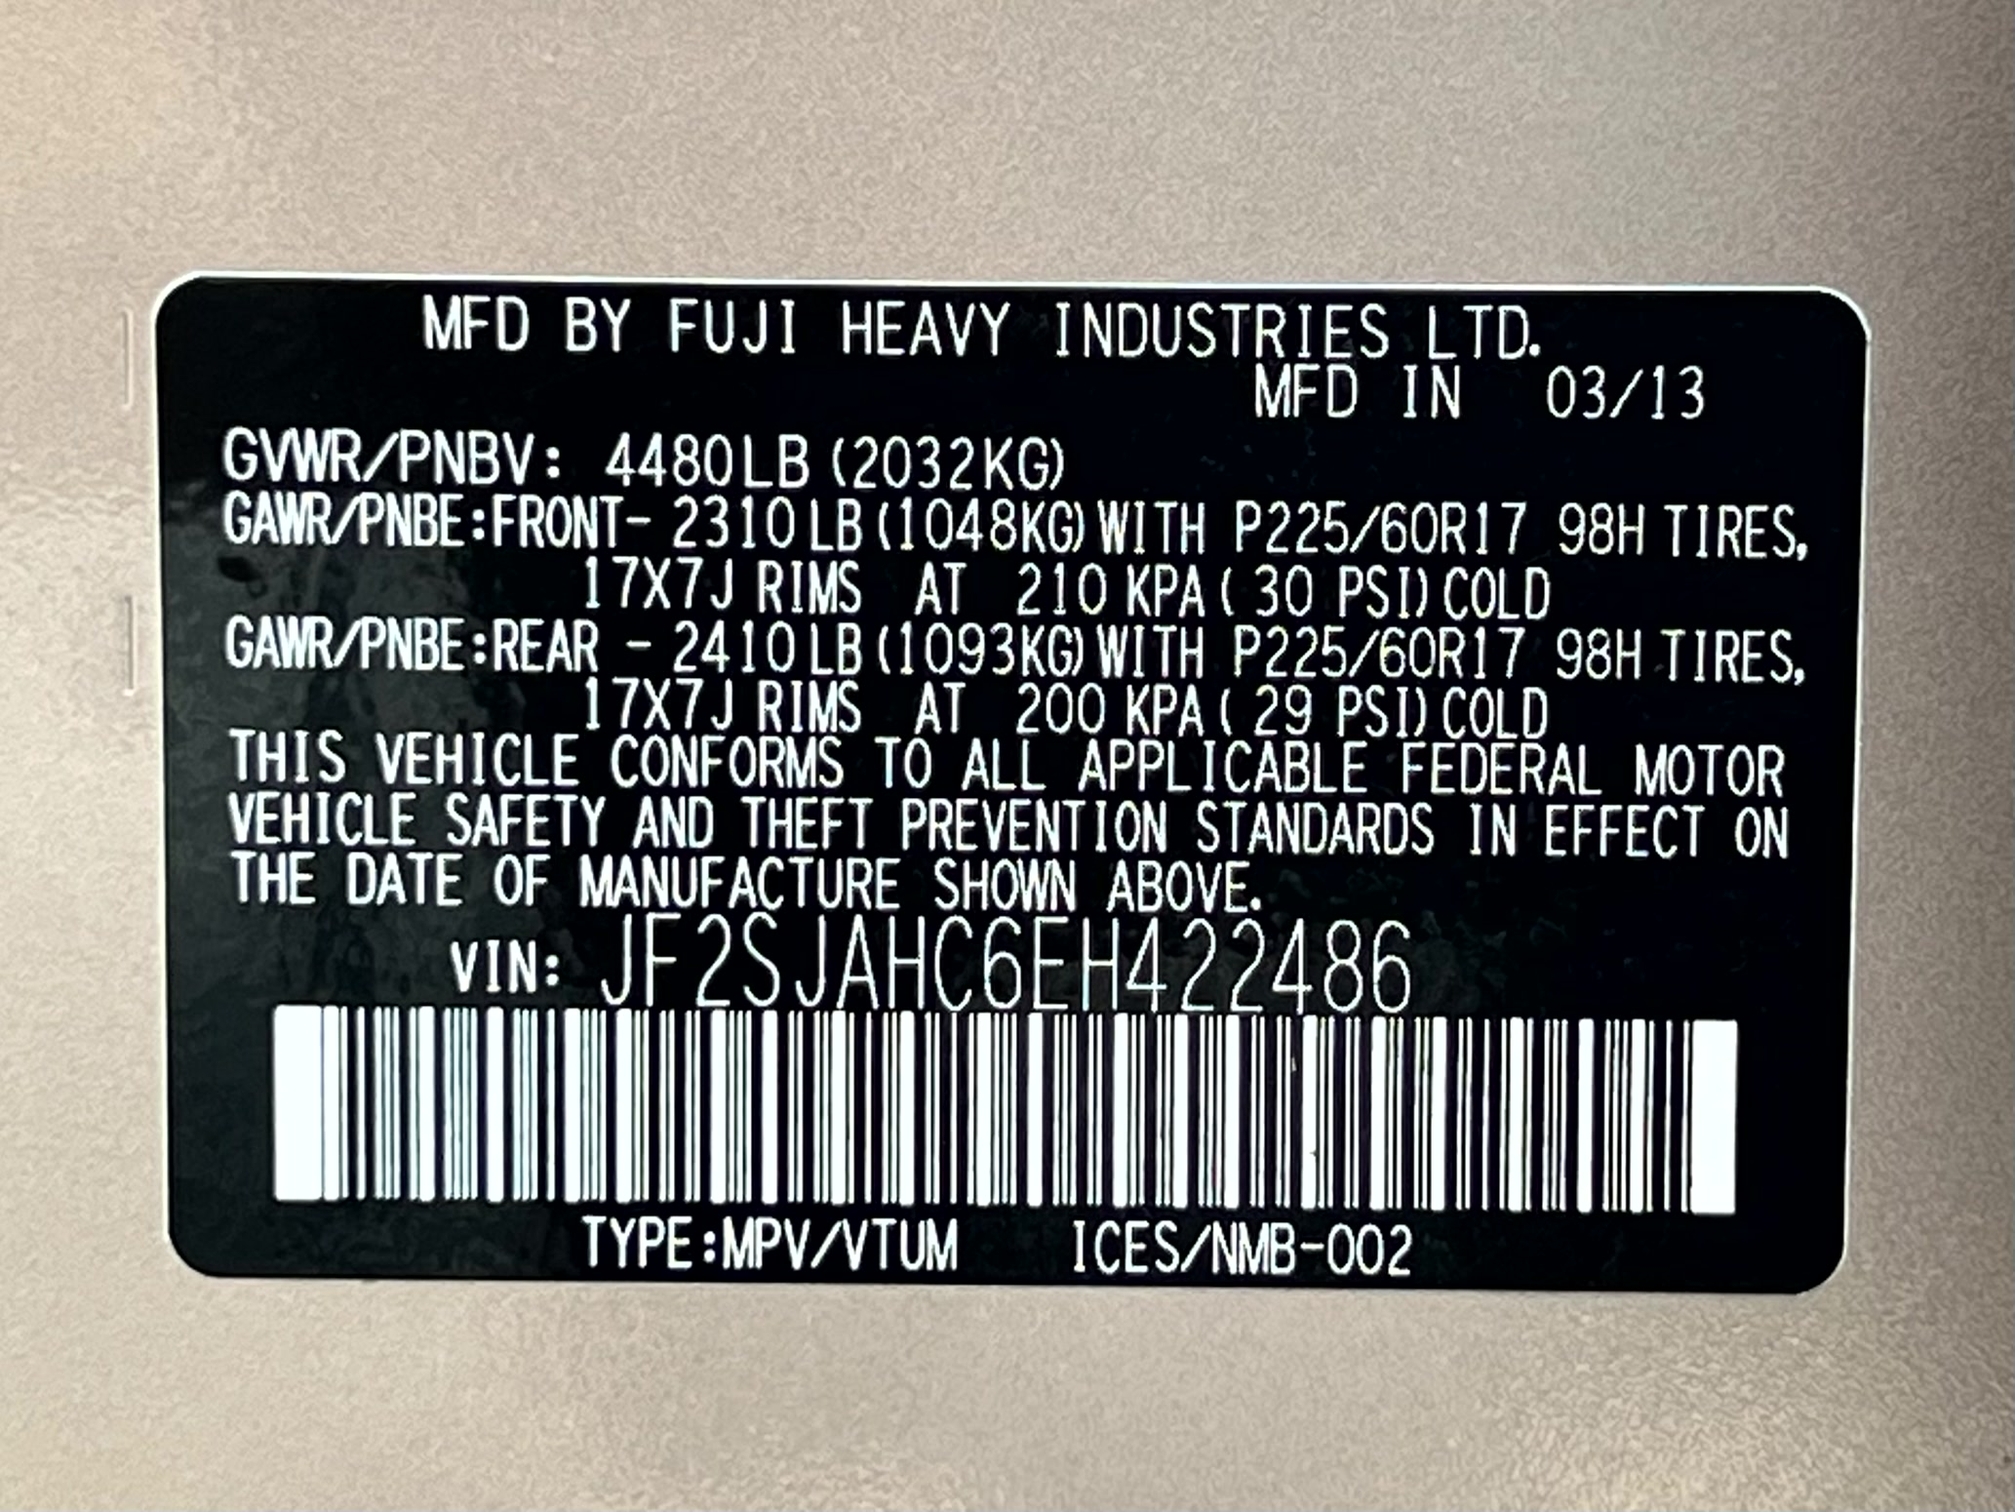 MFD BY FUJI HEAVY INDUSTRIES LTD.
MFD IN 03/13
GVWR/PNBV: 4480LB (2032KG)
GAWR/PNBE:FRONT- 2310LB (1048KG) WITH P225/60R17 98H TIRES,
17X7J RIMS AT 210 KPA ( 30 PSI) COLD
GAWR/PNBE:REAR - 2410LB (1093KG) WITH P225/60R17 98H TIRES,
17X7J RIMS AT 200 KPA ( 29 PSI) COLD
THIS VEHICLE CONFORMS TO ALL APPLICABLE FEDERAL MOTOR
VEHICLE SAFETY AND THEFT PREVENTION STANDARDS IN EFFECT ON
THE DATE OF MANUFACTURE SHOWN ABOVE.
VIN: JF2SJAHC6EH422486
TYPE:MPV/VTUM ICES/NMB-002